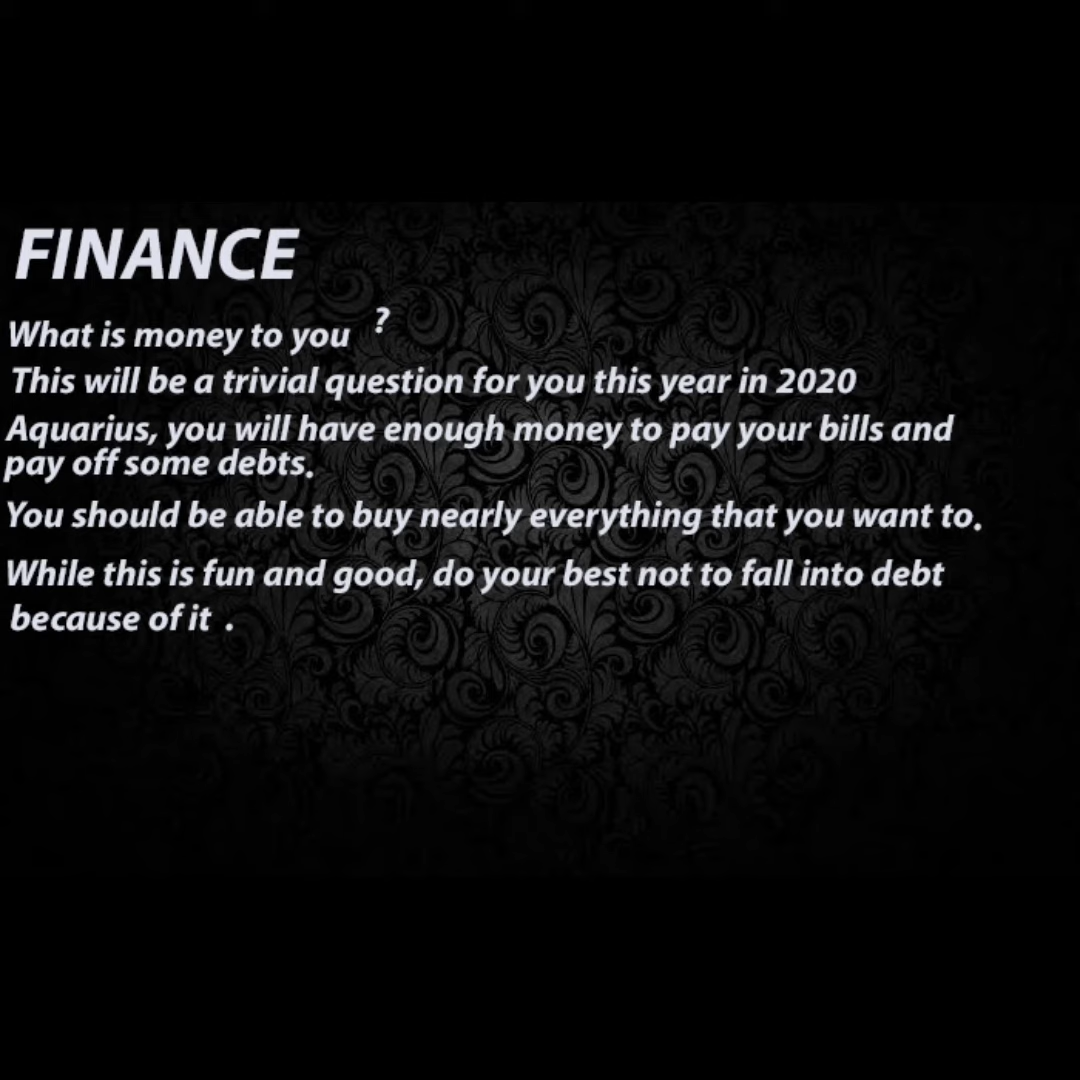 FINANCE
What is money to you ?
This will be a trivial question for you this year in 2020
Aquarius, you will have enough money to pay your bills and
pay off some debts.
You should be able to buy nearly everything that you want to.
While this is fun and good, do your best not to fall into debt
because of it .